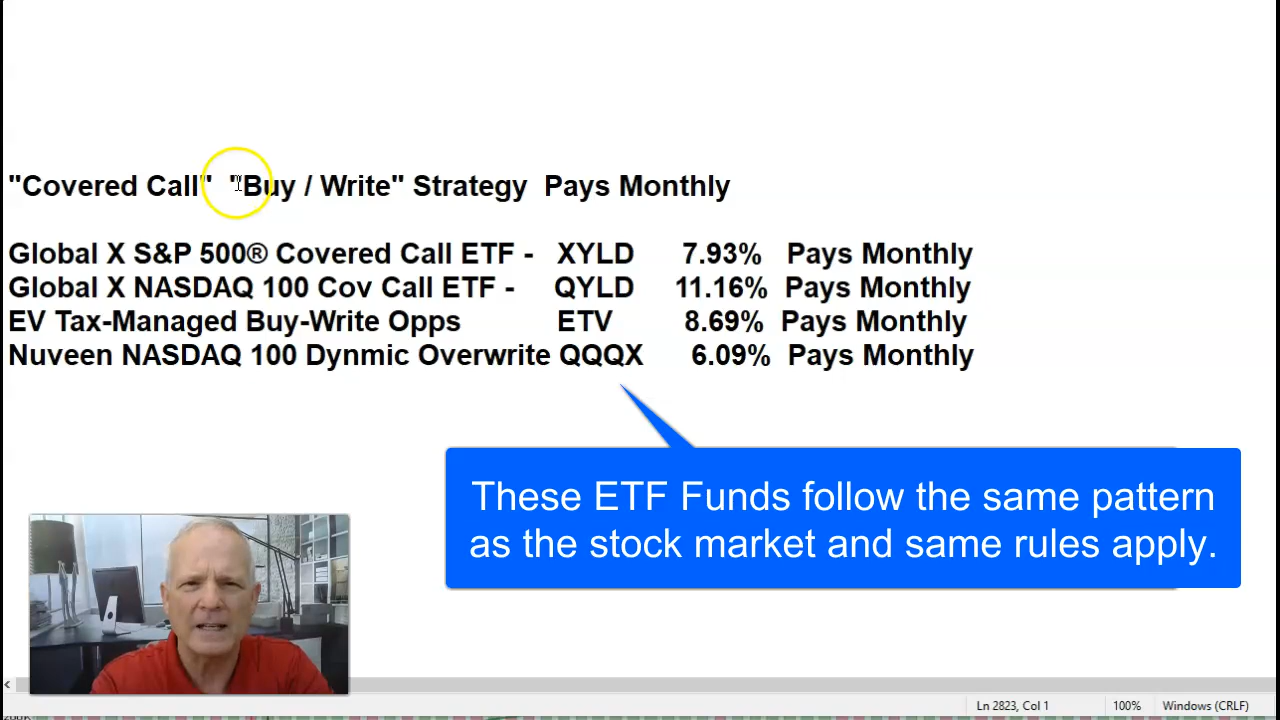 "Covered Call" "Buy / Write" Strategy Pays Monthly
Global X S&P 500® Covered Call ETF - XYLD 7.93% Pays Monthly
Global X NASDAQ 100 Cov Call ETF - QYLD 11.16% Pays Monthly
EV Tax-Managed Buy-Write Opps ETV 8.69% Pays Monthly
Nuveen NASDAQ 100 Dynmic Overwrite QQQX 6.09% Pays Monthly
These ETF Funds follow the same pattern
as the stock market and same rules apply.
Ln 2823, Col 1 100% Windows (CRLF)